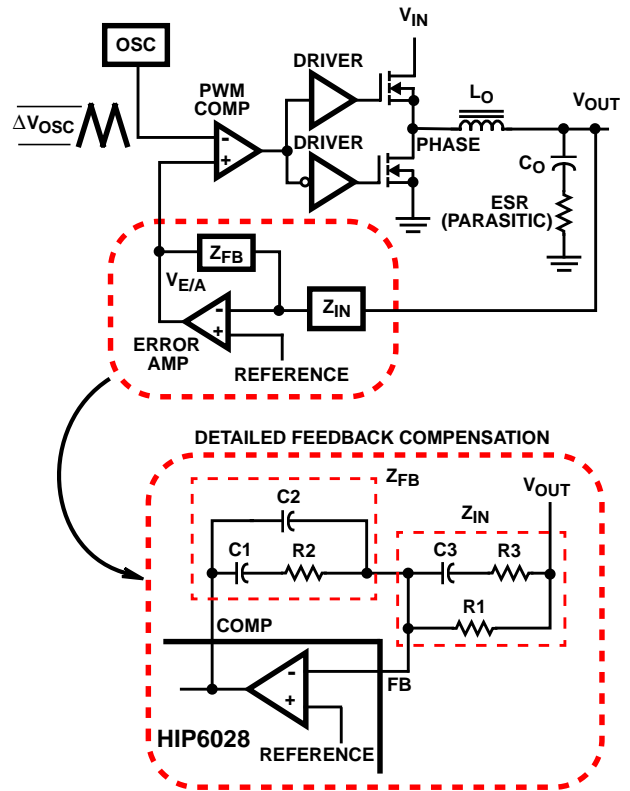 OSC
PWM
COMP
DRIVER
VIN
LO
VOUT
ΔVOSC
-
+
DRIVER
PHASE
CO
ESR
(PARASITIC)
ZFB
VE/A
ZIN
-
+
ERROR
AMP
REFERENCE
DETAILED FEEDBACK COMPENSATION
ZFB
VOUT
C2
ZIN
C1
R2
C3
R3
R1
COMP
-
+
FB
HIP6028
REFERENCE